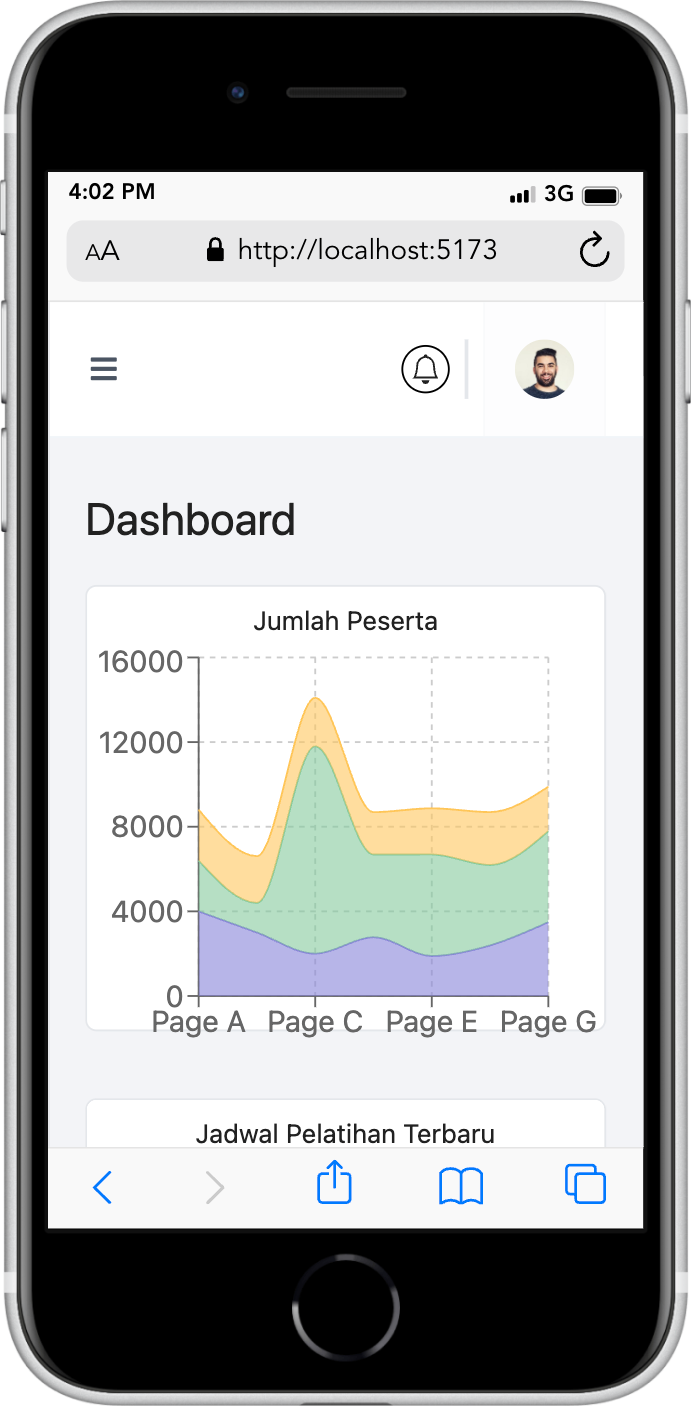 4:02 PM 3G
AA http://localhost:5173
Dashboard
Jumlah Peserta
16000
12000
8000
4000
0
Page A Page C Page E Page G
Jadwal Pelatihan Terbaru